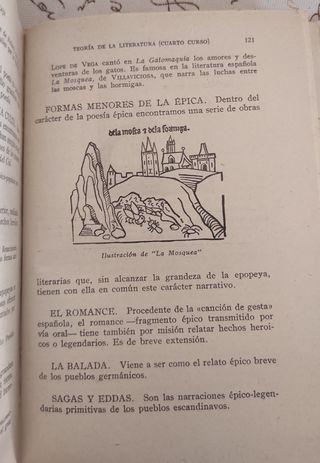 TEORÍA DE LA LITERATURA (CUARTO CURSO) 121
LOPE DE VEGA cantó en La Gatomaquia los amores y des-
venturas de los gatos. Es famosa en la literatura española
La Mosquea, de VILLAVICIOSA, que narra las luchas entre
las moscas y las hormigas.
FORMAS MENORES DE LA ÉPICA. Dentro del
carácter de la poesía épica encontramos una serie de obras
dela mosca z dela formiga.
Ilustración de "La Mosquea"
literarias que, sin alcanzar la grandeza de la epopeya,
tienen con ella en común este carácter narrativo.
EL ROMANCE. Procedente de la «canción de gesta»
española, el romance —fragmento épico transmitido por
vía oral— tiene también por misión relatar hechos heroi-
cos o legendarios. Es de breve extensión.
LA BALADA. Viene a ser como el relato épico breve
de los pueblos germánicos.
SAGAS Y EDDAS. Son las narraciones épico-legen-
darias primitivas de los pueblos escandinavos.